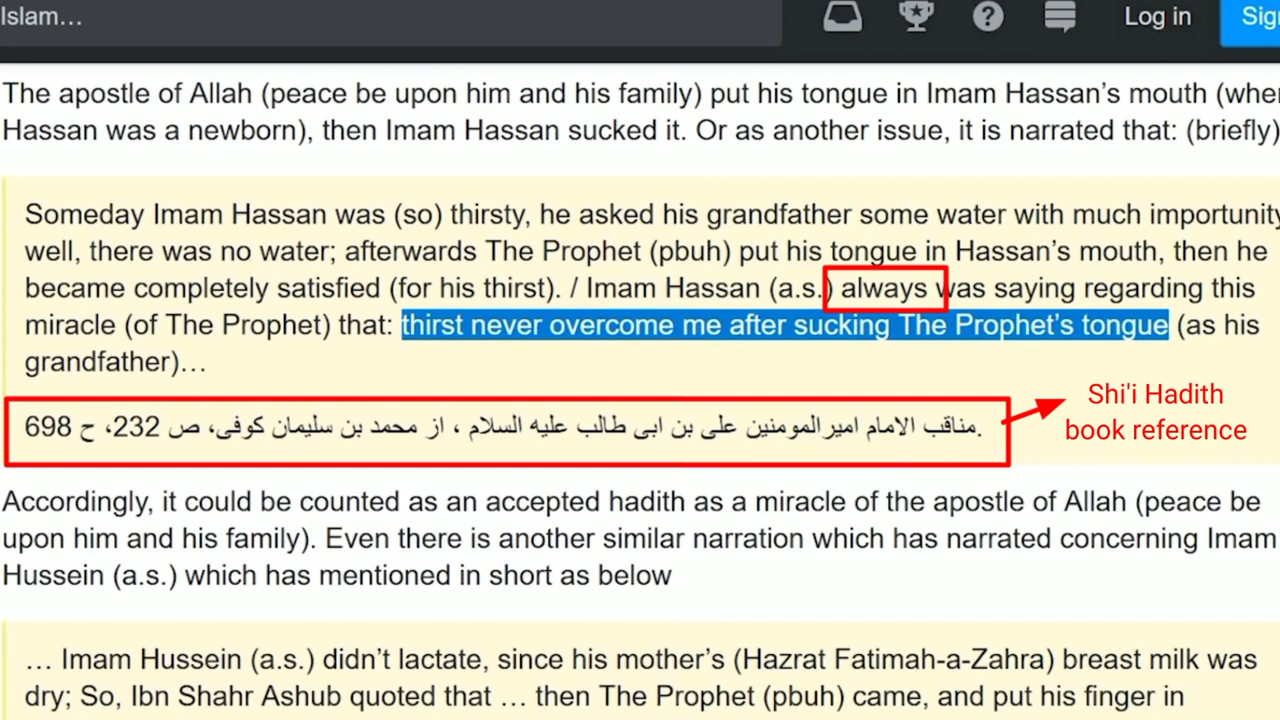 Islam...
Log in
Sig
The apostle of Allah (peace be upon him and his family) put his tongue in Imam Hassan's mouth (wher
Hassan was a newborn), then Imam Hassan sucked it. Or as another issue, it is narrated that: (briefly)
Someday Imam Hassan was (so) thirsty, he asked his grandfather some water with much importunity
well, there was no water; afterwards The Prophet (pbuh) put his tongue in Hassan's mouth, then he
became completely satisfied (for his thirst). / Imam Hassan (a.s.) always was saying regarding this
miracle (of The Prophet) that: thirst never overcome me after sucking The Prophet's tongue (as his
grandfather)…
مناقب الامام امیرالمومنین علی بن ابی طالب علیه السلام ، از محمد بن سلیمان کوفی، ص 232، ح 698.
Shi'i Hadith
book reference
Accordingly, it could be counted as an accepted hadith as a miracle of the apostle of Allah (peace be
upon him and his family). Even there is another similar narration which has narrated concerning Imam
Hussein (a.s.) which has mentioned in short as below
… Imam Hussein (a.s.) didn't lactate, since his mother's (Hazrat Fatimah-a-Zahra) breast milk was
dry; So, Ibn Shahr Ashub quoted that … then The Prophet (pbuh) came, and put his finger in